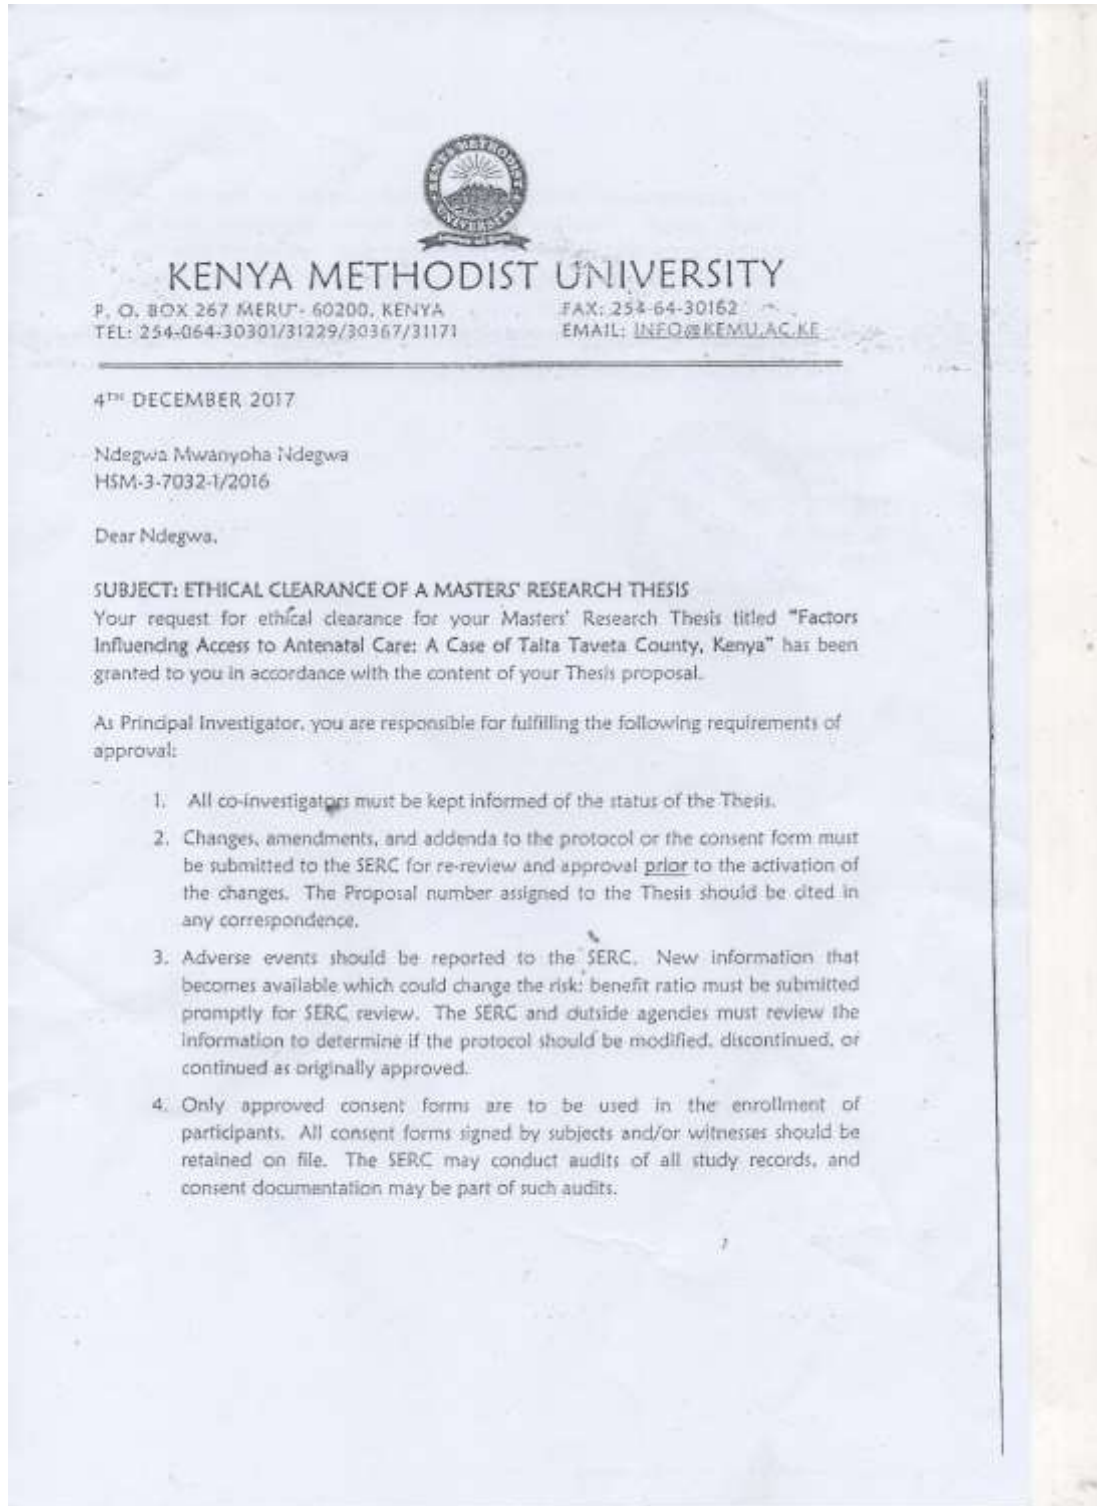 KENYA METHODIST
UNIVERSITY
KENYA METHODIST UNIVERSITY
P. O. BOX 267 MERU - 60200, KENYA
FAX: 254-64-30162
TEL: 254-064-30301/31229/30367/31171
EMAIL: INFO@KEMU.AC.KE
4TH DECEMBER 2017
Ndegwa Mwanyoha Ndegwa
HSM-3-7032-1/2016
Dear Ndegwa,
SUBJECT: ETHICAL CLEARANCE OF A MASTERS' RESEARCH THESIS
Your request for ethical clearance for your Masters' Research Thesis titled "Factors
Influencing Access to Antenatal Care: A Case of Taita Taveta County, Kenya" has been
granted to you in accordance with the content of your Thesis proposal.
As Principal Investigator, you are responsible for fulfilling the following requirements of
approval:
1. All co-investigators must be kept informed of the status of the Thesis.
2. Changes, amendments, and addenda to the protocol or the consent form must
be submitted to the SERC for re-review and approval prior to the activation of
the changes. The Proposal number assigned to the Thesis should be cited in
any correspondence.
3. Adverse events should be reported to the SERC. New information that
becomes available which could change the risk: benefit ratio must be submitted
promptly for SERC review. The SERC and outside agencies must review the
information to determine if the protocol should be modified, discontinued, or
continued as originally approved.
4. Only approved consent forms are to be used in the enrollment of
participants. All consent forms signed by subjects and/or witnesses should be
retained on file. The SERC may conduct audits of all study records, and
consent documentation may be part of such audits.